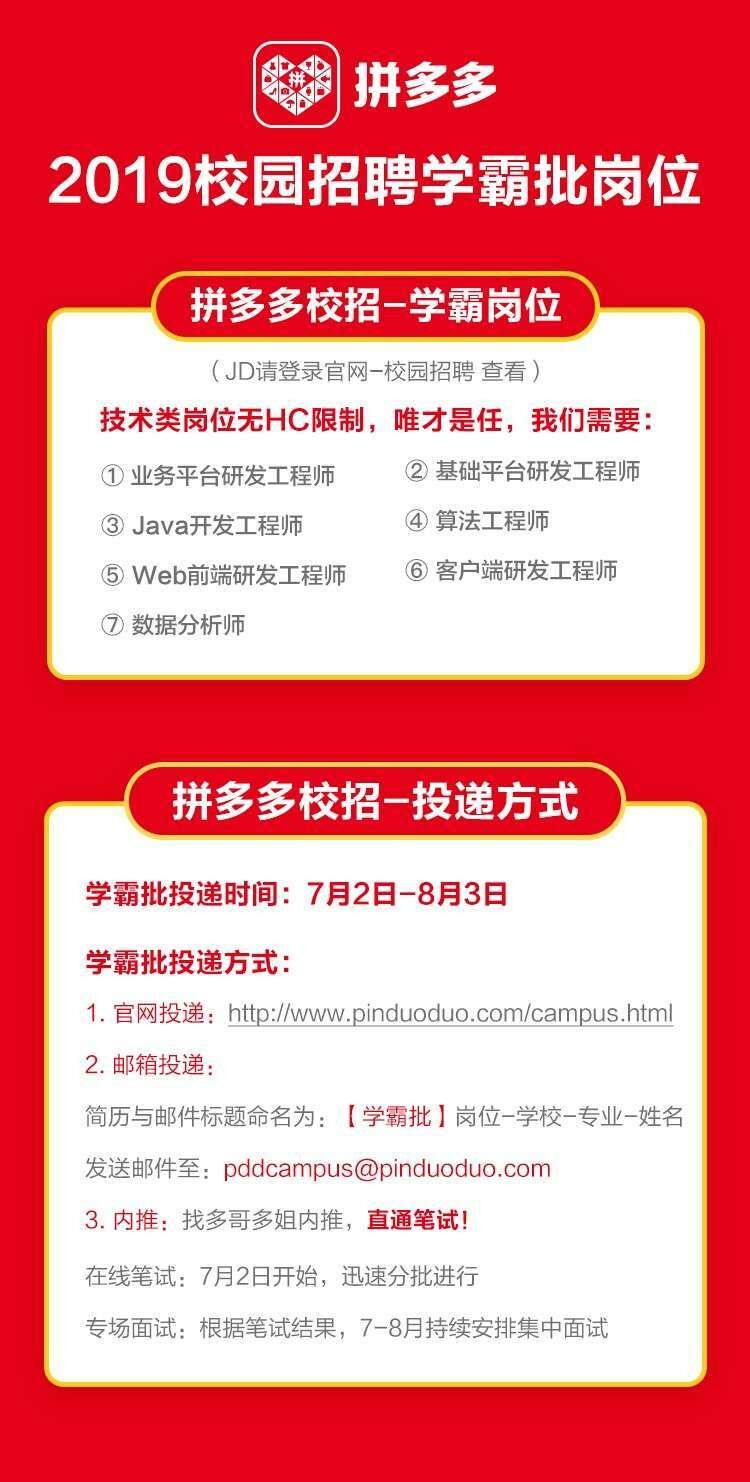 拼
拼多多
2019校园招聘学霸批岗位
拼多多校招-学霸岗位
（JD请登录官网-校园招聘 查看）
技术类岗位无HC限制，唯才是任，我们需要：
① 业务平台研发工程师
② 基础平台研发工程师
③ Java开发工程师
④ 算法工程师
⑤ Web前端研发工程师
⑥ 客户端研发工程师
⑦ 数据分析师
拼多多校招-投递方式
学霸批投递时间：7月2日-8月3日
学霸批投递方式：
1. 官网投递：http://www.pinduoduo.com/campus.html
2. 邮箱投递：
简历与邮件标题命名为：【学霸批】岗位-学校-专业-姓名
发送邮件至：pddcampus@pinduoduo.com
3. 内推：找多哥多姐内推，直通笔试！
在线笔试：7月2日开始，迅速分批进行
专场面试：根据笔试结果，7-8月持续安排集中面试